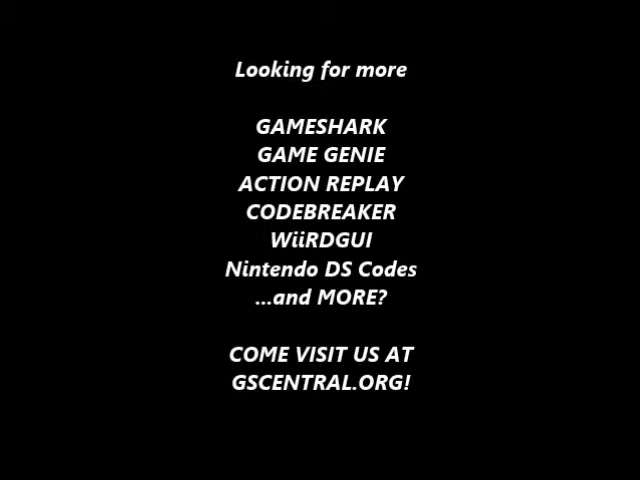 Looking for more
GAMESHARK
GAME GENIE
ACTION REPLAY
CODEBREAKER
WiiRDGUI
Nintendo DS Codes
...and MORE?
COME VISIT US AT
GSCENTRAL.ORG!